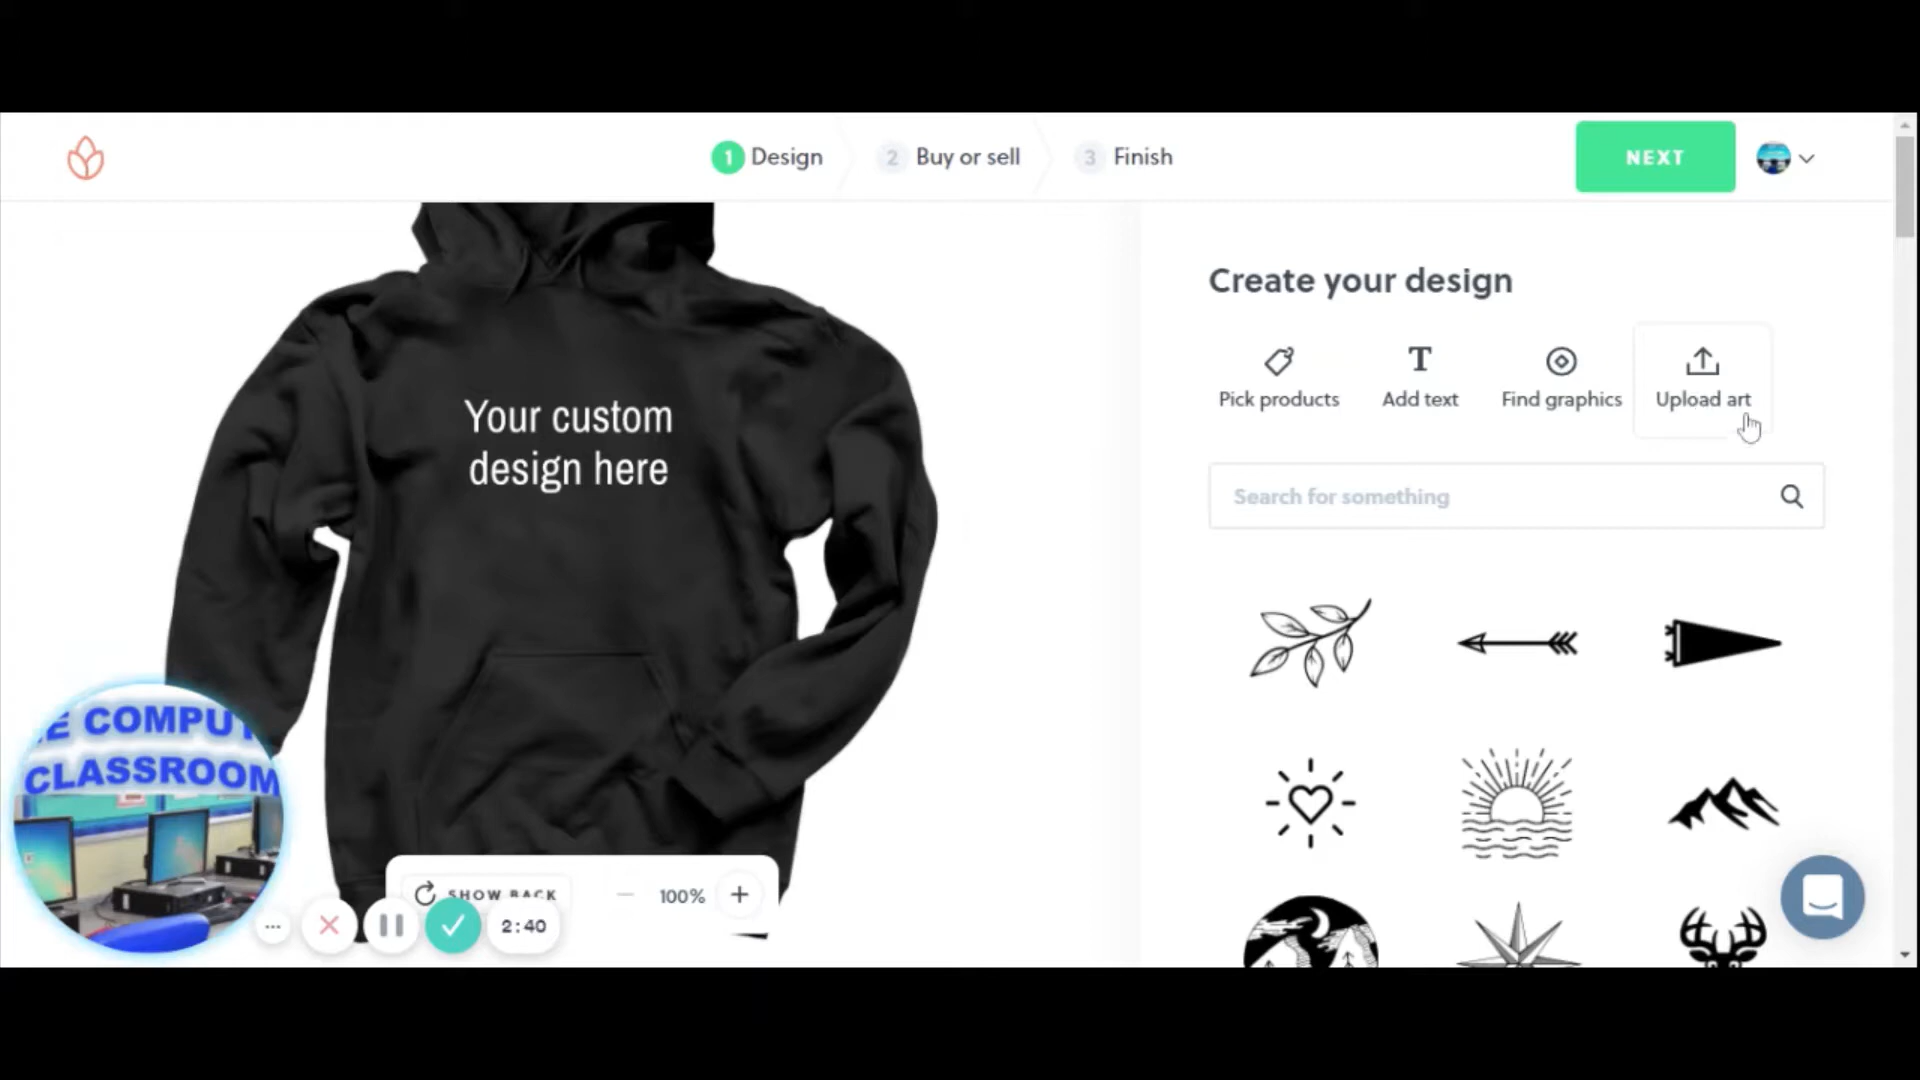 1 Design
2 Buy or sell
3 Finish
NEXT
Create your design
Pick products
Add text
Find graphics
Upload art
Search for something
Your custom
design here
CLASSROOM
SHOW BACK
100%
2:40